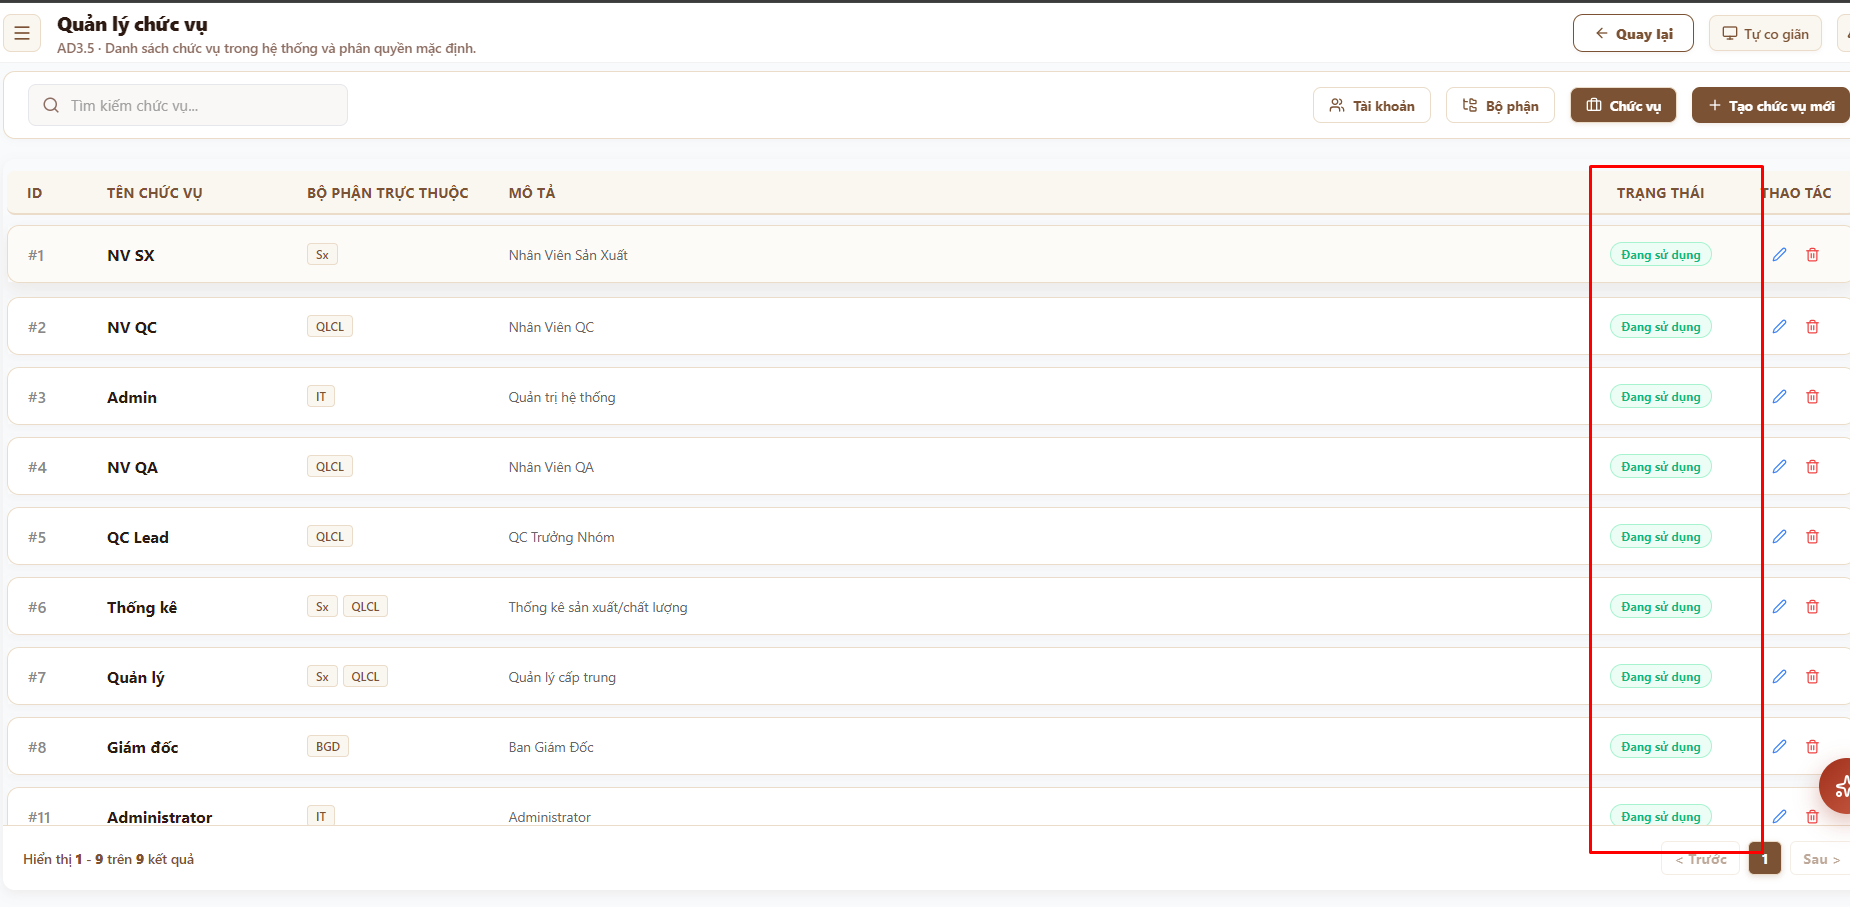 Quản lý chức vụ
AD3.5 · Danh sách chức vụ trong hệ thống và phân quyền mặc định.
Quay lại
Tự co giãn
Tìm kiếm chức vụ...
Tài khoản
Bộ phận
Chức vụ
+ Tạo chức vụ mới
ID TÊN CHỨC VỤ BỘ PHẬN TRỰC THUỘC MÔ TẢ TRẠNG THÁI THAO TÁC
#1 NV SX Sx Nhân Viên Sản Xuất Đang sử dụng
#2 NV QC QLCL Nhân Viên QC Đang sử dụng
#3 Admin IT Quản trị hệ thống Đang sử dụng
#4 NV QA QLCL Nhân Viên QA Đang sử dụng
#5 QC Lead QLCL QC Trưởng Nhóm Đang sử dụng
#6 Thống kê Sx QLCL Thống kê sản xuất/chất lượng Đang sử dụng
#7 Quản lý Sx QLCL Quản lý cấp trung Đang sử dụng
#8 Giám đốc BGD Ban Giám Đốc Đang sử dụng
#11 Administrator IT Administrator Đang sử dụng
Hiển thị 1 - 9 trên 9 kết quả
< Trước 1 Sau >